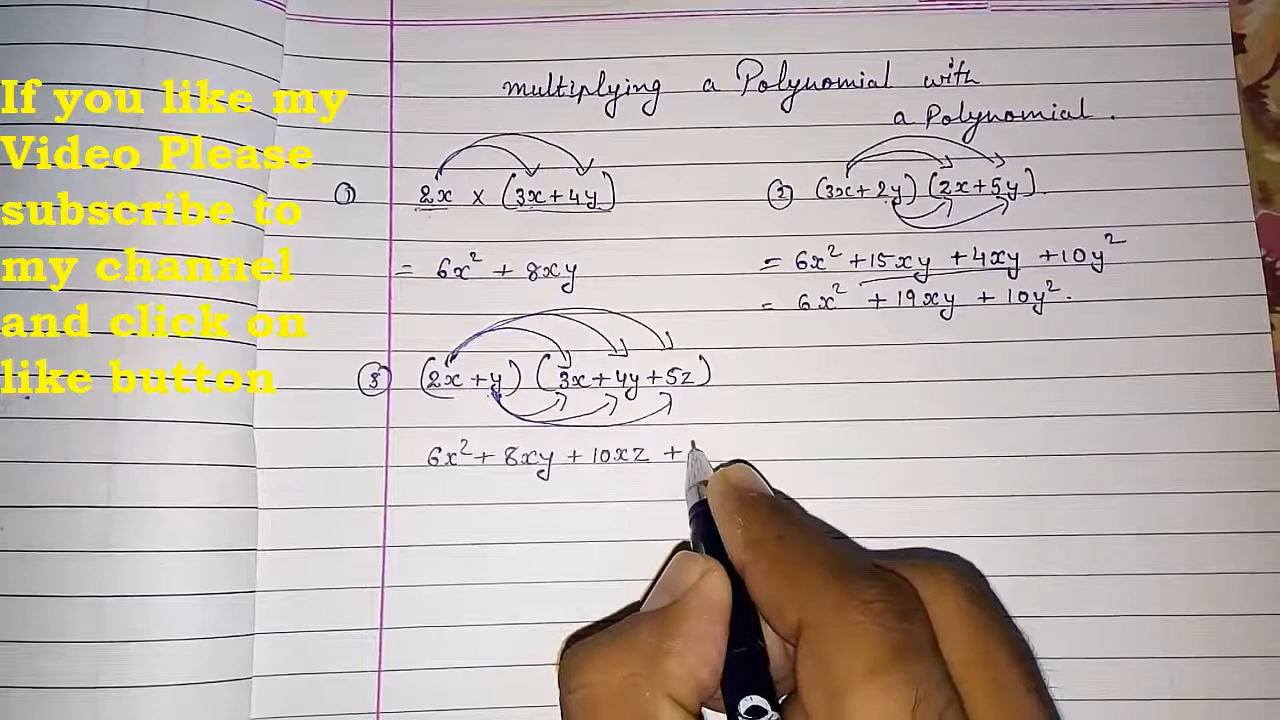 If you like my
Video Please
subscribe to
my channel
and click on
like button
multiplying a Polynomial with
a Polynomial.
① 2x × (3x+4y)
= 6x² + 8xy
② (3x+2y)(2x+5y).
= 6x² +15xy +4xy +10y²
= 6x² +19xy + 10y².
③ (2x+y) (3x+4y+5z)
6x²+ 8xy + 10xz +